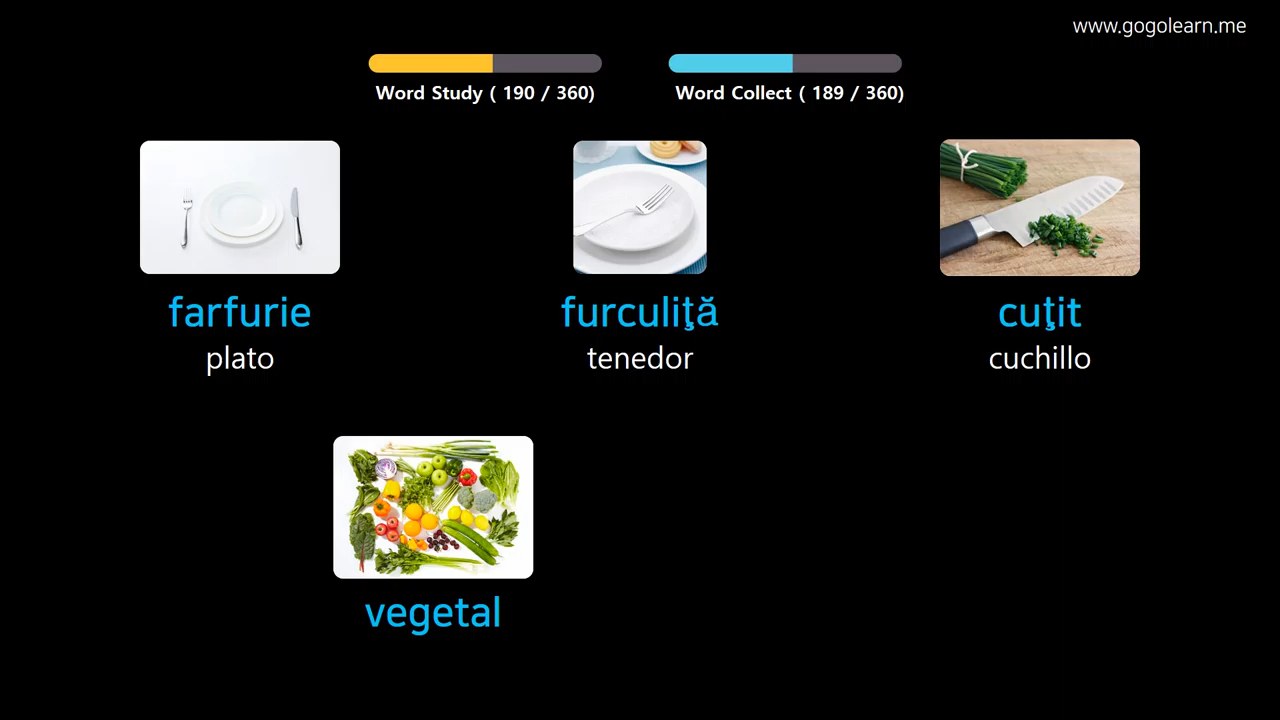 www.gogolearn.me
Word Study ( 190 / 360)
Word Collect ( 189 / 360)
farfurie
plato
furculiţă
tenedor
cuţit
cuchillo
vegetal